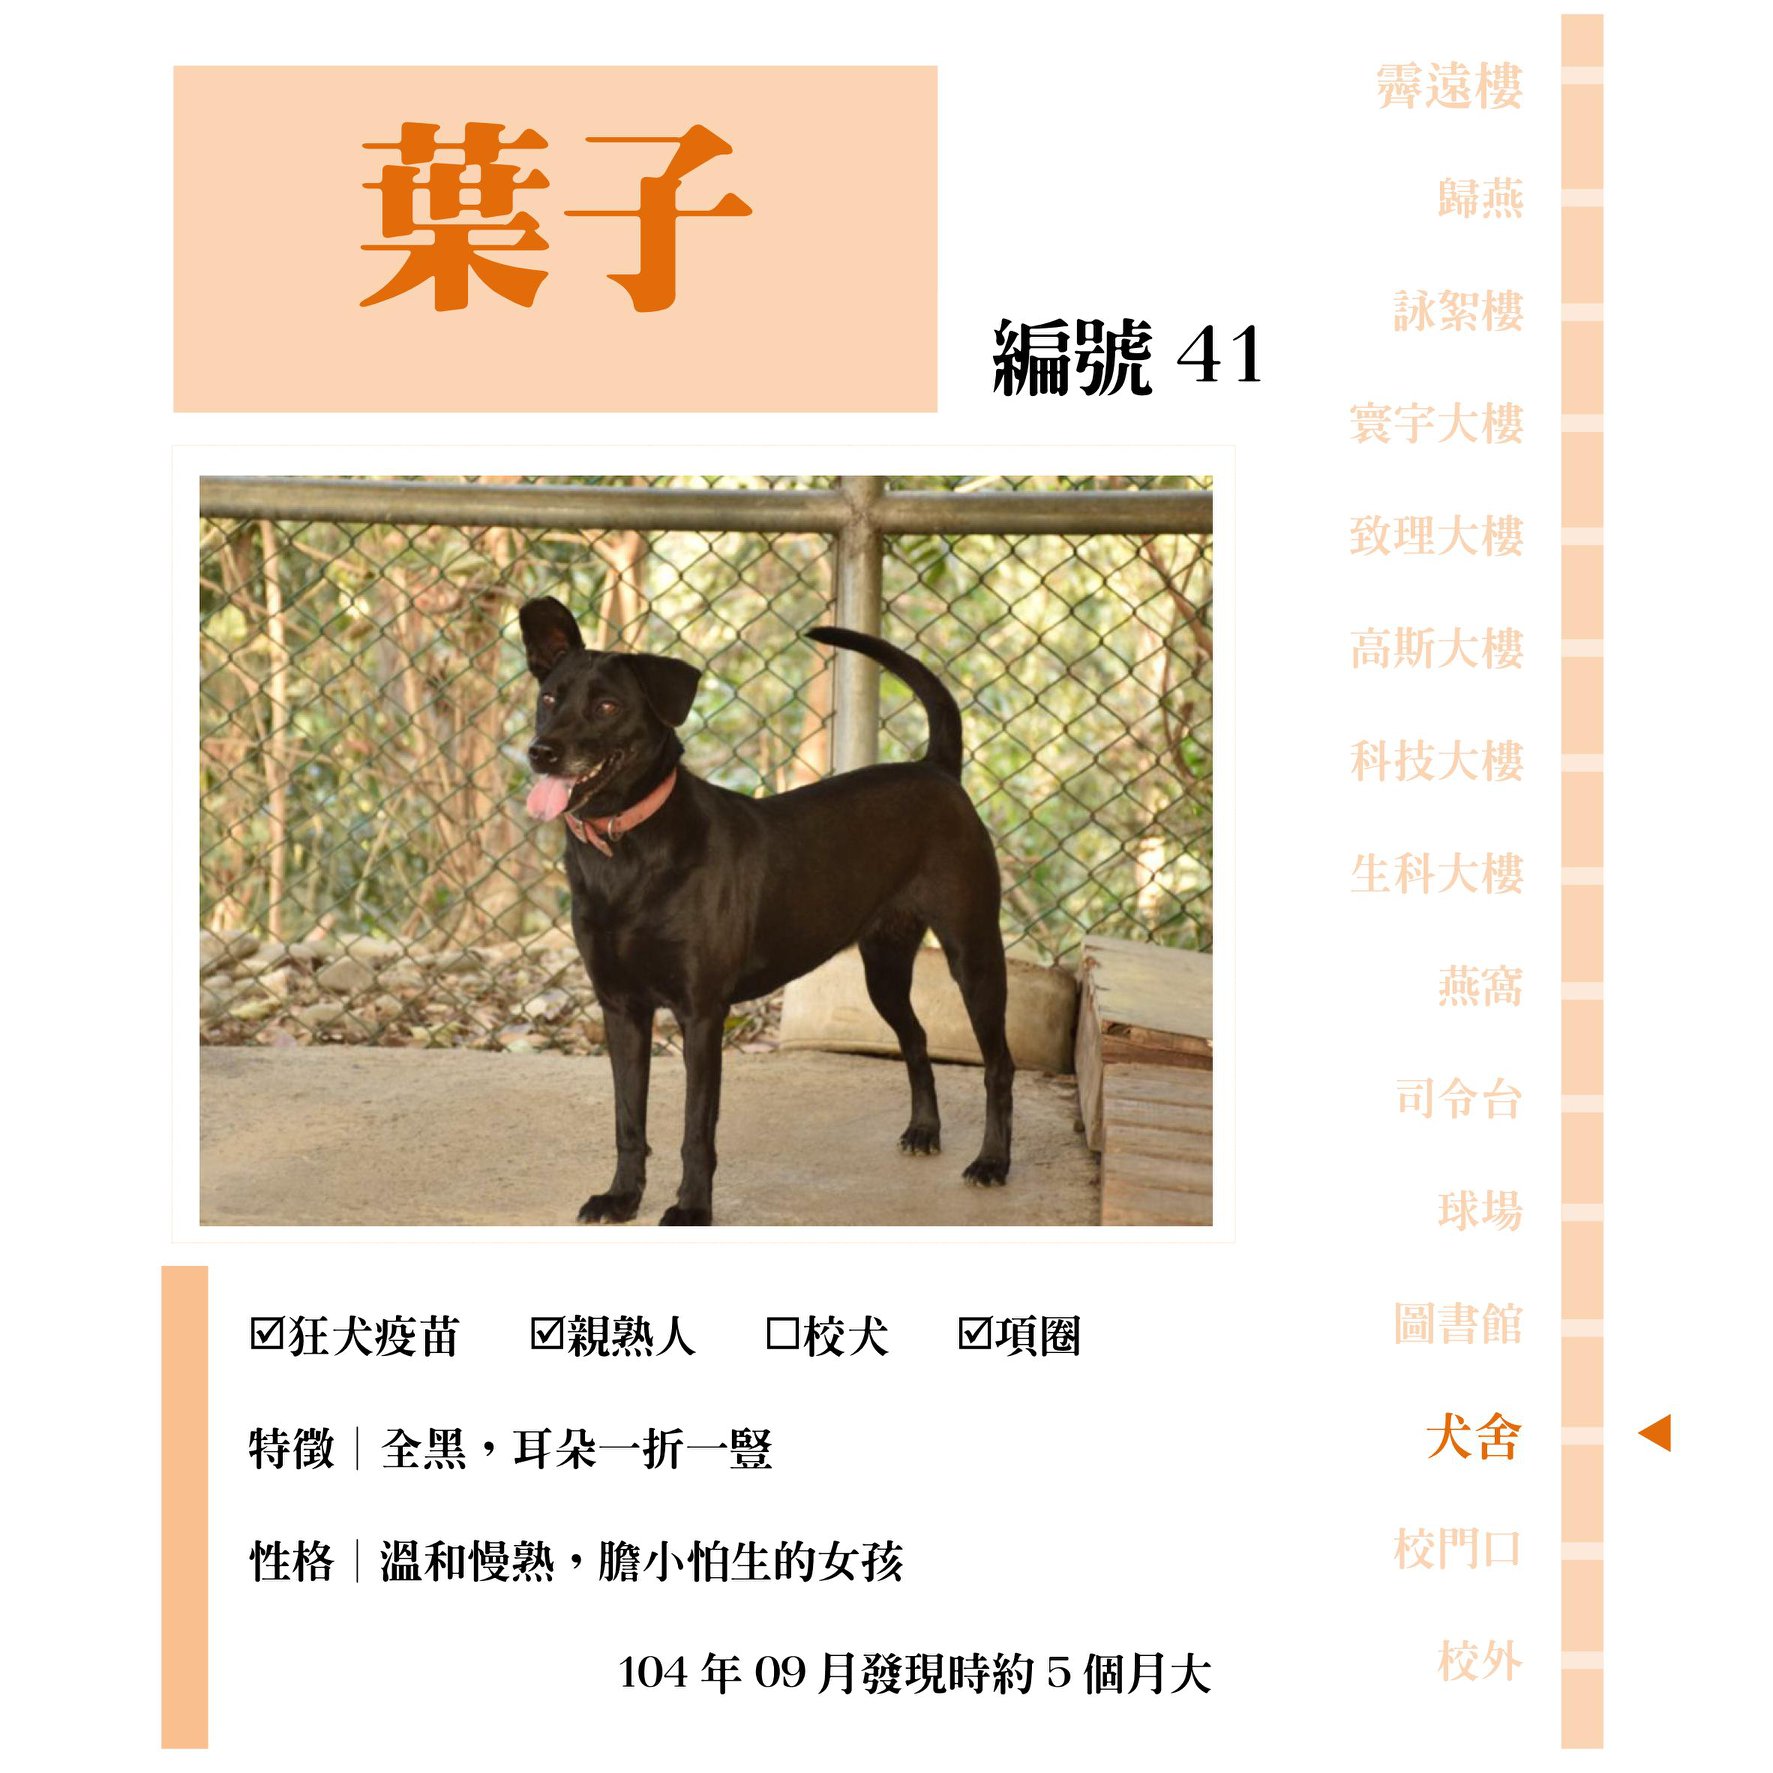 葉子
編號 41
霽遠樓
歸燕
詠絮樓
寰宇大樓
致理大樓
高斯大樓
科技大樓
生科大樓
燕窩
司令台
球場
圖書館
犬舍
校門口
校外
☑狂犬疫苗 ☑親熟人 ☐校犬 ☑項圈
特徵｜全黑，耳朵一折一豎
性格｜溫和慢熟，膽小怕生的女孩
104 年 09 月發現時約 5 個月大